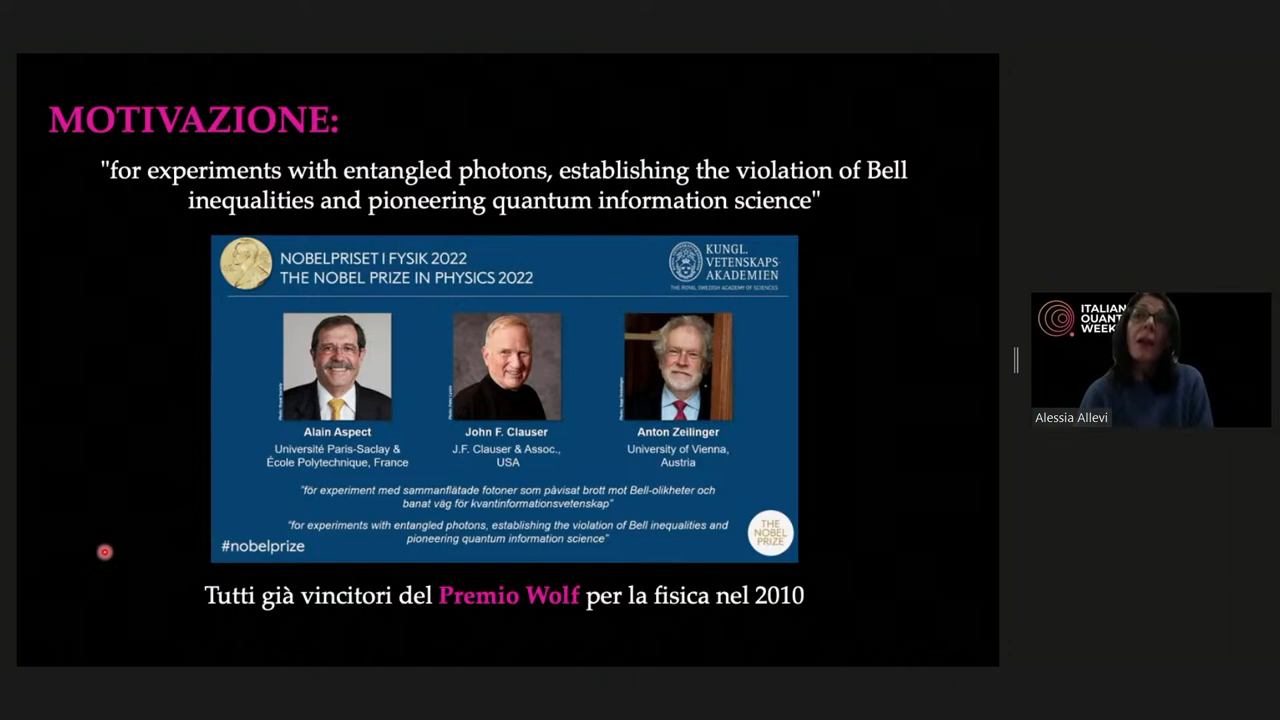 MOTIVAZIONE:
"for experiments with entangled photons, establishing the violation of Bell
inequalities and pioneering quantum information science"
NOBELPRISET I FYSIK 2022
THE NOBEL PRIZE IN PHYSICS 2022
KUNGL.
VETENSKAPS-
AKADEMIEN
THE ROYAL SWEDISH ACADEMY OF SCIENCES
Alain Aspect
Université Paris-Saclay &
École Polytechnique, France
John F. Clauser
J.F. Clauser & Assoc.,
USA
Anton Zeilinger
University of Vienna,
Austria
"för experiment med sammanflätade fotoner som påvisat brott mot Bell-olikheter och
banat väg för kvantinformationsvetenskap"
"for experiments with entangled photons, establishing the violation of Bell inequalities and
pioneering quantum information science"
#nobelprize
THE
NOBEL
PRIZE
Tutti già vincitori del Premio Wolf per la fisica nel 2010
ITALIAN
QUANT
WEEK
Alessia Allevi